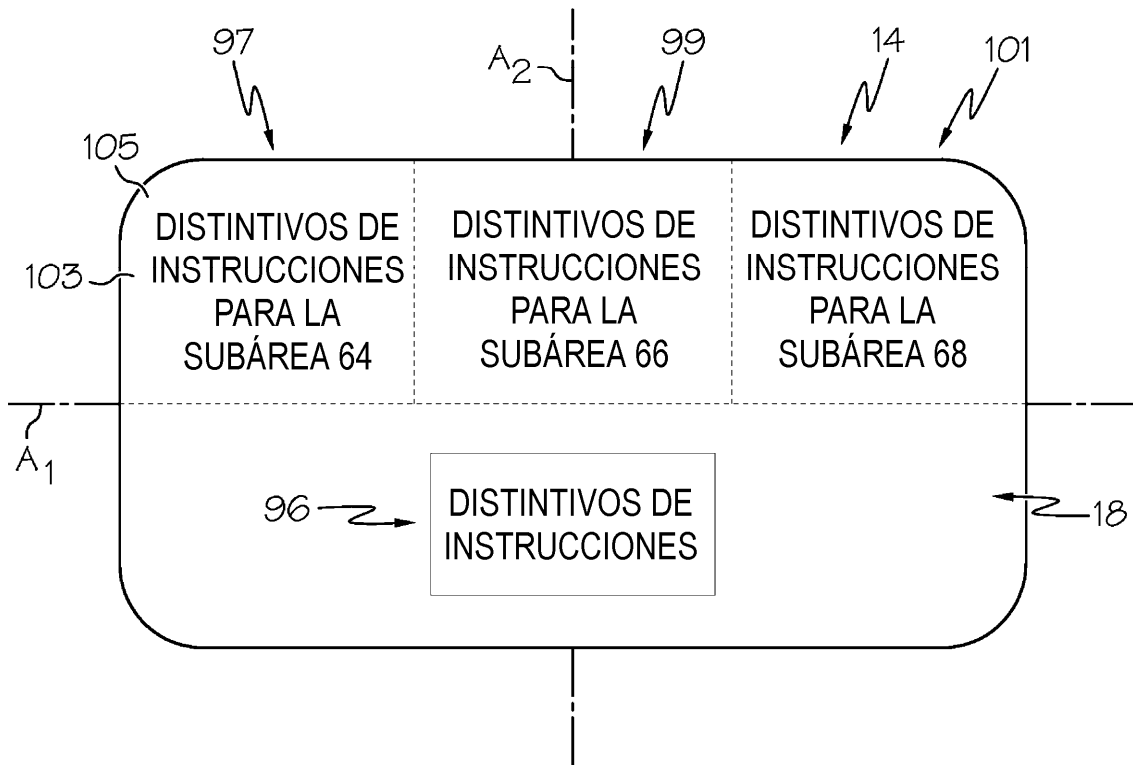 97
A2
99
14
101
105
103
DISTINTIVOS DE
INSTRUCCIONES
PARA LA
SUBÁREA 64
DISTINTIVOS DE
INSTRUCCIONES
PARA LA
SUBÁREA 66
DISTINTIVOS DE
INSTRUCCIONES
PARA LA
SUBÁREA 68
A1
96
DISTINTIVOS DE
INSTRUCCIONES
18